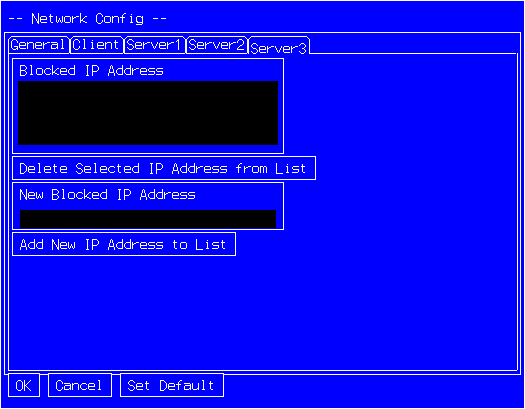 -- Network Config --
General Client Server1 Server2 Server3
Blocked IP Address
Delete Selected IP Address from List
New Blocked IP Address
Add New IP Address to List
OK Cancel Set Default